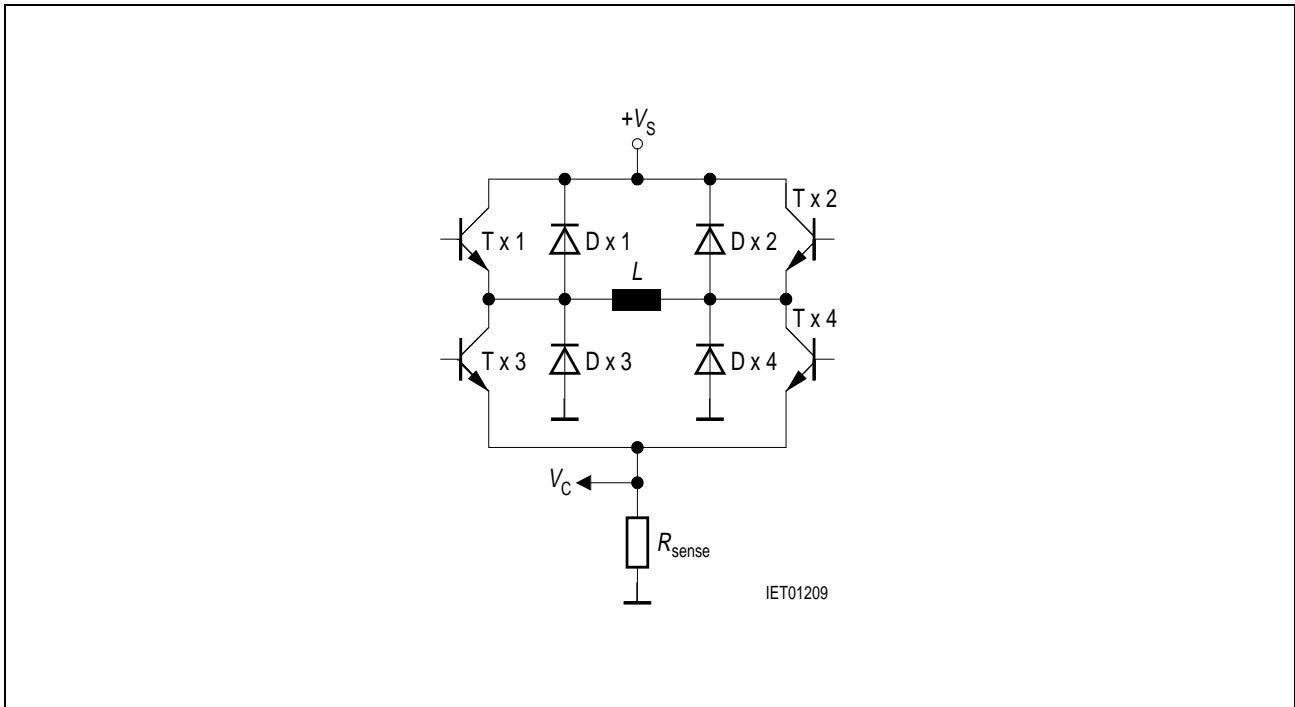 +VS
T x 2
T x 1
D x 1
D x 2
L
T x 4
T x 3
D x 3
D x 4
VC
Rsense
IET01209